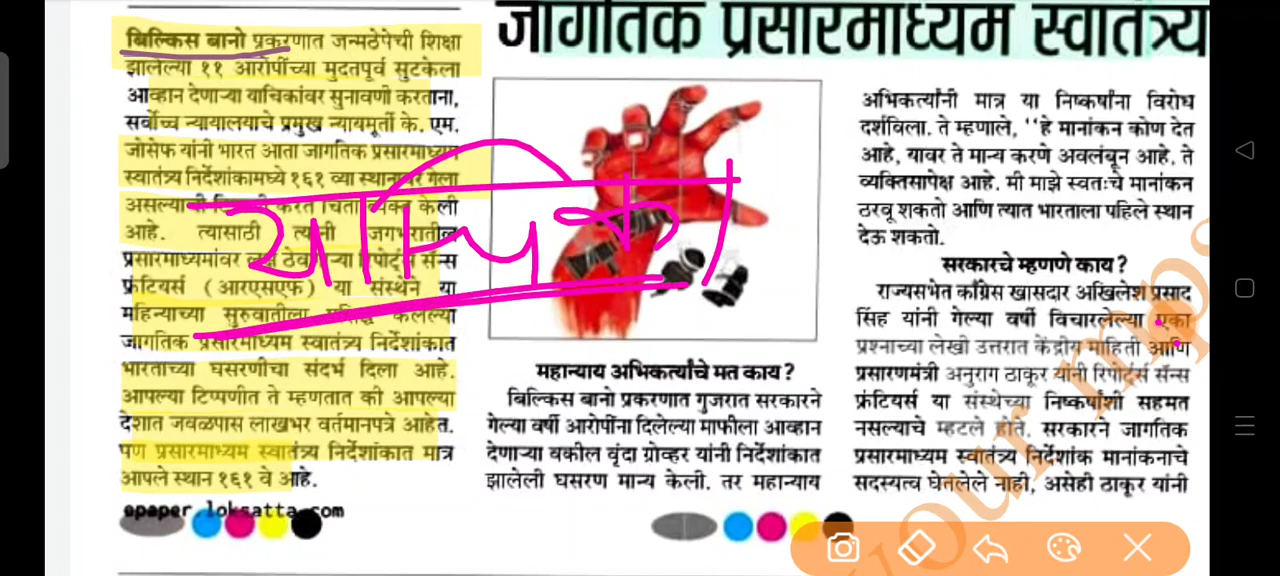 जागतिक प्रसारमाध्यम स्वातंत्र्य
बिल्किस बानो प्रकरणात जन्मठेपेची शिक्षा
झालेल्या ११ आरोपींच्या मुदतपूर्व सुटकेला
आव्हान देणाऱ्या याचिकांवर सुनावणी करताना,
सर्वोच्च न्यायालयाचे प्रमुख न्यायमूर्ती के. एम.
जोसेफ यांनी भारत आता जागतिक प्रसारमाध्यम
स्वातंत्र्य निर्देशांकामध्ये १६१ व्या स्थानावर गेला
असल्याची करत चिंता व्यक्त केली
आहे. त्यासाठी त्यांनी जगभरातील
प्रसारमाध्यमांवर लक्ष ठेवणाऱ्या रिपोर्ट्स सॅन्स
फ्रंटियर्स (आरएसएफ) या संस्थेने या
महिन्याच्या सुरुवातीला प्रसिद्ध केलेल्या
जागतिक प्रसारमाध्यम स्वातंत्र्य निर्देशांकात
भारताच्या घसरणीचा संदर्भ दिला आहे.
आपल्या टिप्पणीत ते म्हणतात की आपल्या
देशात जवळपास लाखभर वर्तमानपत्रे आहेत.
पण प्रसारमाध्यम स्वातंत्र्य निर्देशांकात मात्र
आपले स्थान १६१ वे आहे.
epaper.loksatta.com
महान्याय अभिकर्त्यांचे मत काय?
बिल्किस बानो प्रकरणात गुजरात सरकारने
गेल्या वर्षी आरोपींना दिलेल्या माफीला आव्हान
देणाऱ्या वकील वृंदा ग्रोव्हर यांनी निर्देशांकात
झालेली घसरण मान्य केली. तर महान्याय
अभिकर्त्यांनी मात्र या निष्कर्षांना विरोध
दर्शविला. ते म्हणाले, ''हे मानांकन कोण देत
आहे, यावर ते मान्य करणे अवलंबून आहे. ते
व्यक्तिसापेक्ष आहे. मी माझे स्वतःचे मानांकन
ठरवू शकतो आणि त्यात भारताला पहिले स्थान
देऊ शकतो.
सरकारचे म्हणणे काय?
राज्यसभेत काँग्रेस खासदार अखिलेश प्रसाद
सिंह यांनी गेल्या वर्षी विचारलेल्या एका
प्रश्नाच्या लेखी उत्तरात केंद्रीय माहिती आणि
प्रसारणमंत्री अनुराग ठाकूर यांनी रिपोर्टर्स सॅन्स
फ्रंटियर्स या संस्थेच्या निष्कर्षांशी सहमत
नसल्याचे म्हटले होते. सरकारने जागतिक
प्रसारमाध्यम स्वातंत्र्य निर्देशांक मानांकनाचे
सदस्यत्व घेतलेले नाही, असेही ठाकूर यांनी